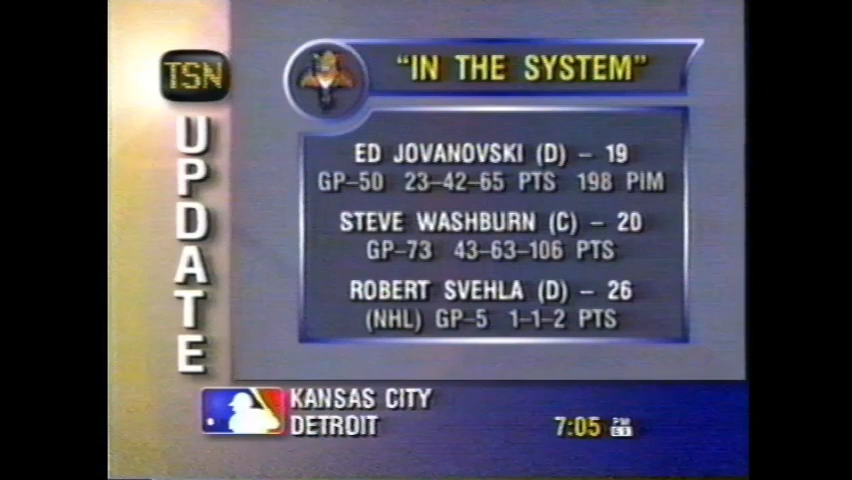 TSN
UPDATE
"IN THE SYSTEM"
ED JOVANOVSKI (D) – 19
GP–50 23–42–65 PTS 198 PIM
STEVE WASHBURN (C) – 20
GP–73 43–63–106 PTS
ROBERT SVEHLA (D) – 26
(NHL) GP–5 1–1–2 PTS
KANSAS CITY
DETROIT
7:05 PM